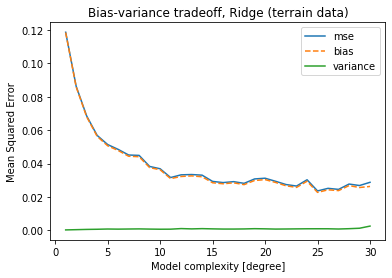 Bias-variance tradeoff, Ridge (terrain data)
mse
bias
variance
0.12
0.10
0.08
0.06
0.04
0.02
0.00
Mean Squared Error
0 5 10 15 20 25 30
Model complexity [degree]